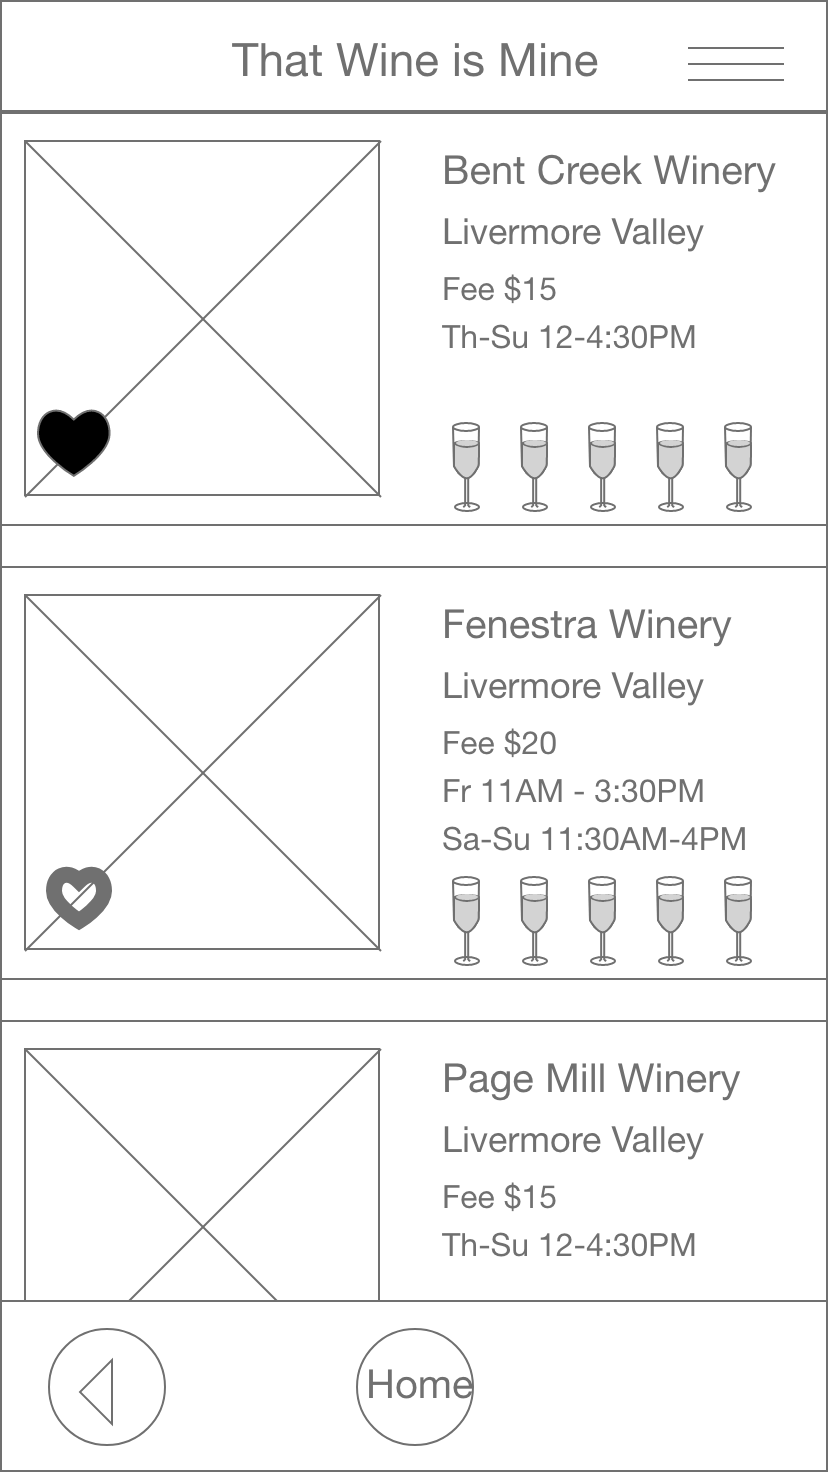 That Wine is Mine
Bent Creek Winery
Livermore Valley
Fee $15
Th-Su 12-4:30PM
Fenestra Winery
Livermore Valley
Fee $20
Fr 11AM - 3:30PM
Sa-Su 11:30AM-4PM
Page Mill Winery
Livermore Valley
Fee $15
Th-Su 12-4:30PM
Home